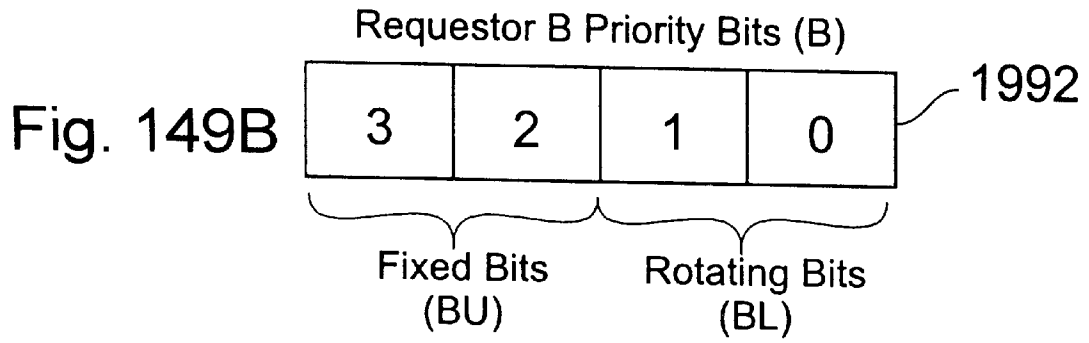 Requestor B Priority Bits (B)
1992
Fig. 149B
3 2 1 0
Fixed Bits
(BU)
Rotating Bits
(BL)